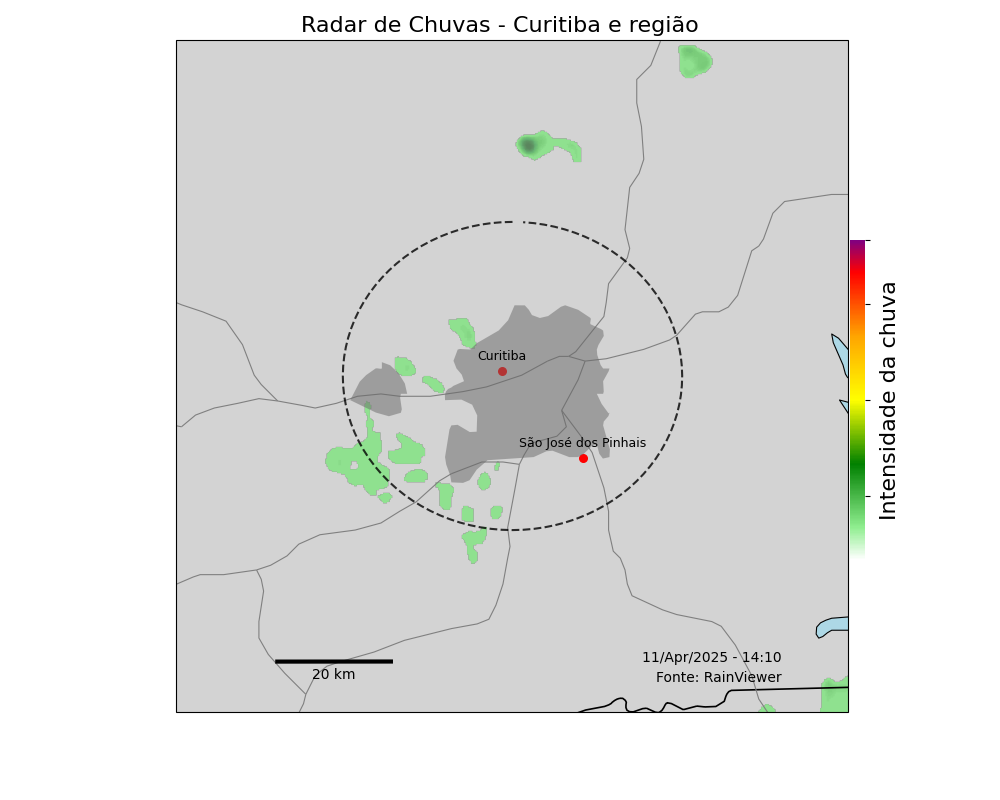 Radar de Chuvas - Curitiba e região
Curitiba
São José dos Pinhais
Intensidade da chuva
20 km
11/Apr/2025 - 14:10
Fonte: RainViewer